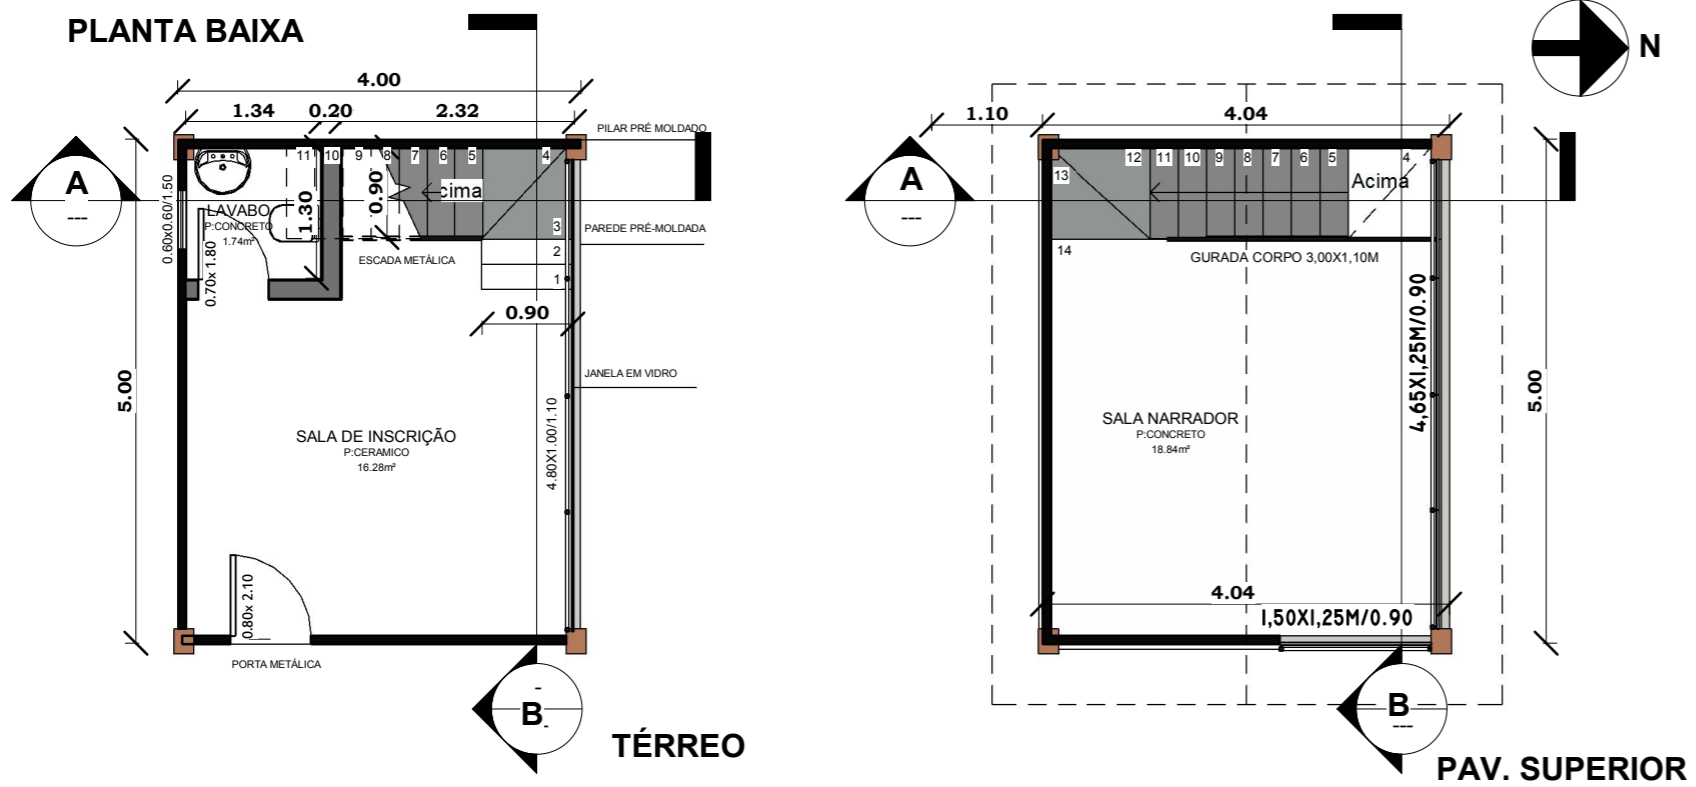 PLANTA BAIXA
4.00
1.34 0.20 2.32
PILAR PRÉ MOLDADO
11 10 9 8 7 6 5 4
A
---
cima
0.90
1.30
0.60x0.60/1.50
LAVABO
P:CONCRETO
1.74m²
3
PAREDE PRÉ-MOLDADA
0.70x 1.80
ESCADA METÁLICA
2
1
0.90
JANELA EM VIDRO
5.00
4.80X1.00/1.10
SALA DE INSCRIÇÃO
P:CERAMICO
16.28m²
0.80x 2.10
PORTA METÁLICA
-
B
-
TÉRREO
N
1.10 4.04
A
---
13 12 11 10 9 8 7 6 5 4
Acima
14
GURADA CORPO 3,00X1,10M
4,65X1,25M/0.90
5.00
SALA NARRADOR
P:CONCRETO
18.84m²
4.04
1,50X1,25M/0.90
B
---
PAV. SUPERIOR